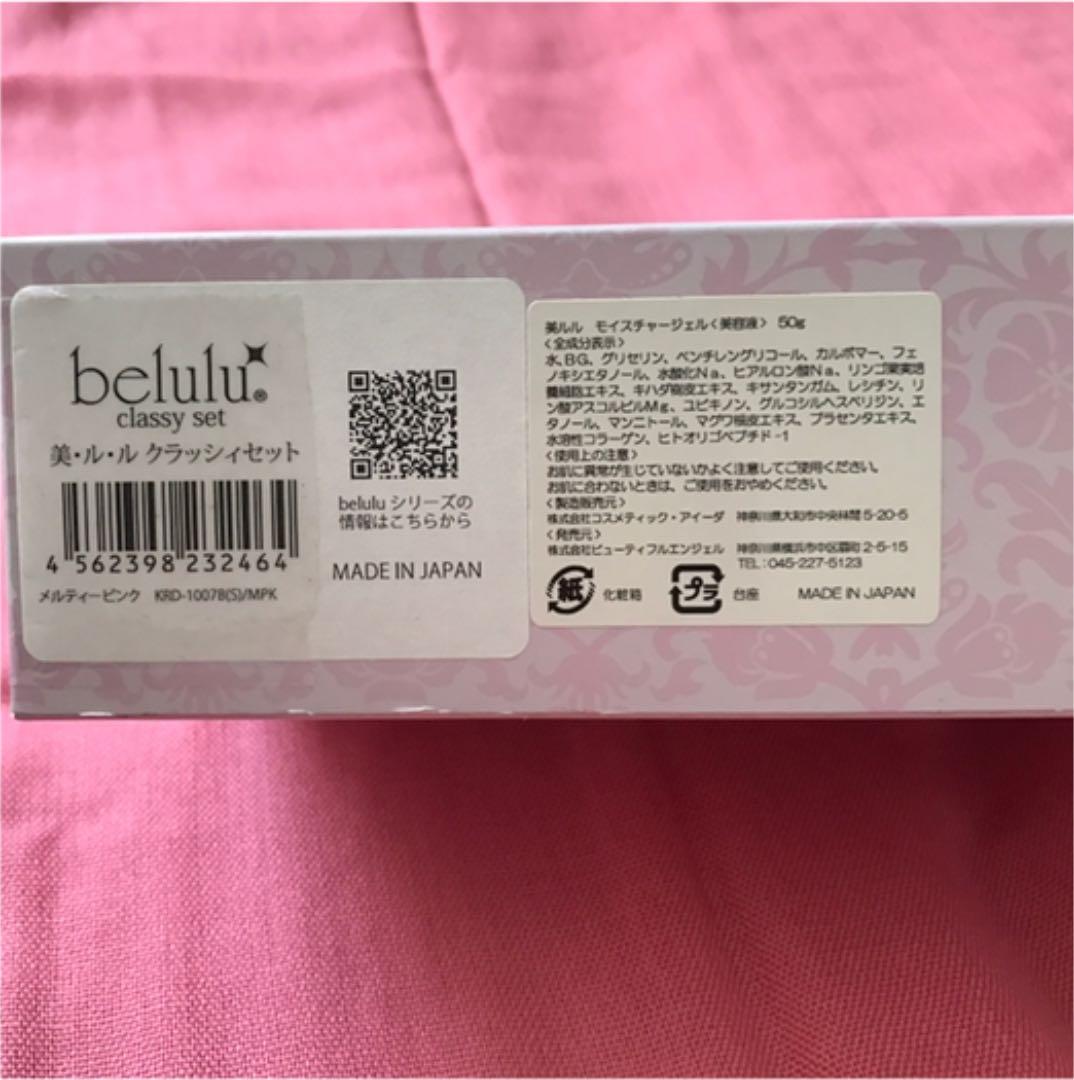 belulu®
classy set
美・ル・ル クラッシィセット
4 562398 232464
メルティーピンク KRD-1007B(S)/MPK
beluluシリーズの
情報はこちらから
MADE IN JAPAN
美ルル モイスチャージェル〈美容液〉 50g
〈全成分表示〉
水、BG、グリセリン、ペンチレングリコール、カルボマー、フェ
ノキシエタノール、水酸化Na、ヒアルロン酸Na、リンゴ果実培
養細胞エキス、キハダ樹皮エキス、キサンタンガム、レシチン、リ
ン酸アスコルビルMg、ユビキノン、グルコシルヘスペリジン、エ
タノール、マンニトール、マグワ根皮エキス、プラセンタエキス、
水溶性コラーゲン、ヒトオリゴペプチド-1
〈使用上の注意〉
お肌に異常が生じていないかよく注意してご使用ください。
お肌に合わないときは、ご使用をおやめください。
〈製造販売元〉
株式会社コスメティック・アイーダ 神奈川県大和市中央林間5-20-5
〈発売元〉
株式会社ビューティフルエンジェル 神奈川県横浜市中区翁町2-5-15
TEL:045-227-5123
紙 化粧箱 プラ 台座 MADE IN JAPAN